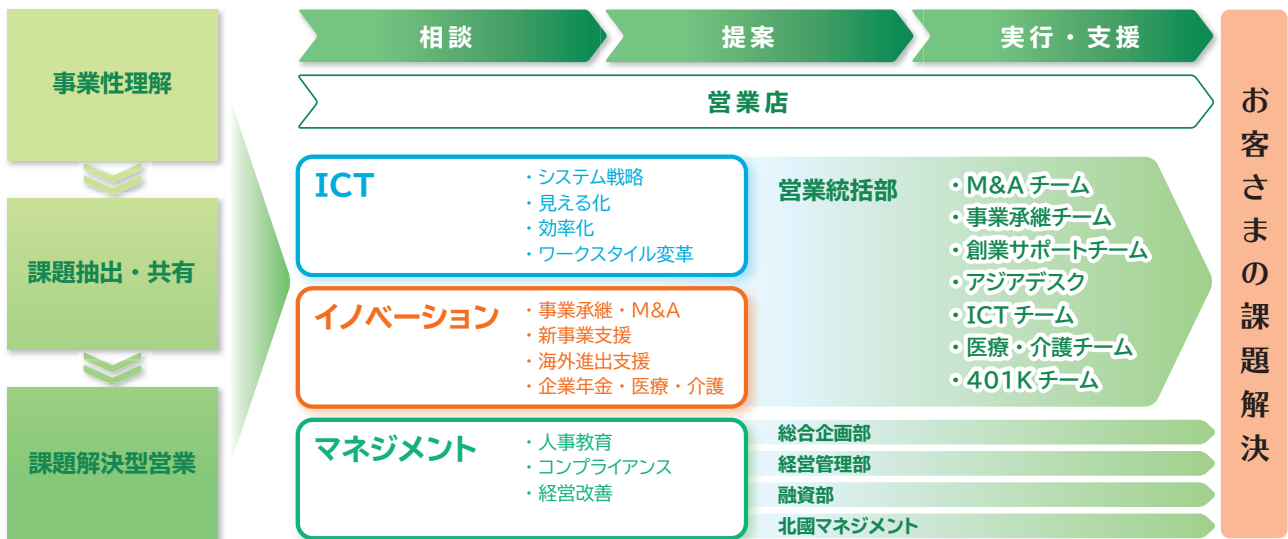 事業性理解
課題抽出・共有
課題解決型営業
相談
提案
実行・支援
営業店
ICT
・システム戦略
・見える化
・効率化
・ワークスタイル変革
イノベーション
・事業承継・M&A
・新事業支援
・海外進出支援
・企業年金・医療・介護
マネジメント
・人事教育
・コンプライアンス
・経営改善
営業統括部
・M&Aチーム
・事業承継チーム
・創業サポートチーム
・アジアデスク
・ICTチーム
・医療・介護チーム
・401Kチーム
総合企画部
経営管理部
融資部
北國マネジメント
お客さまの課題解決